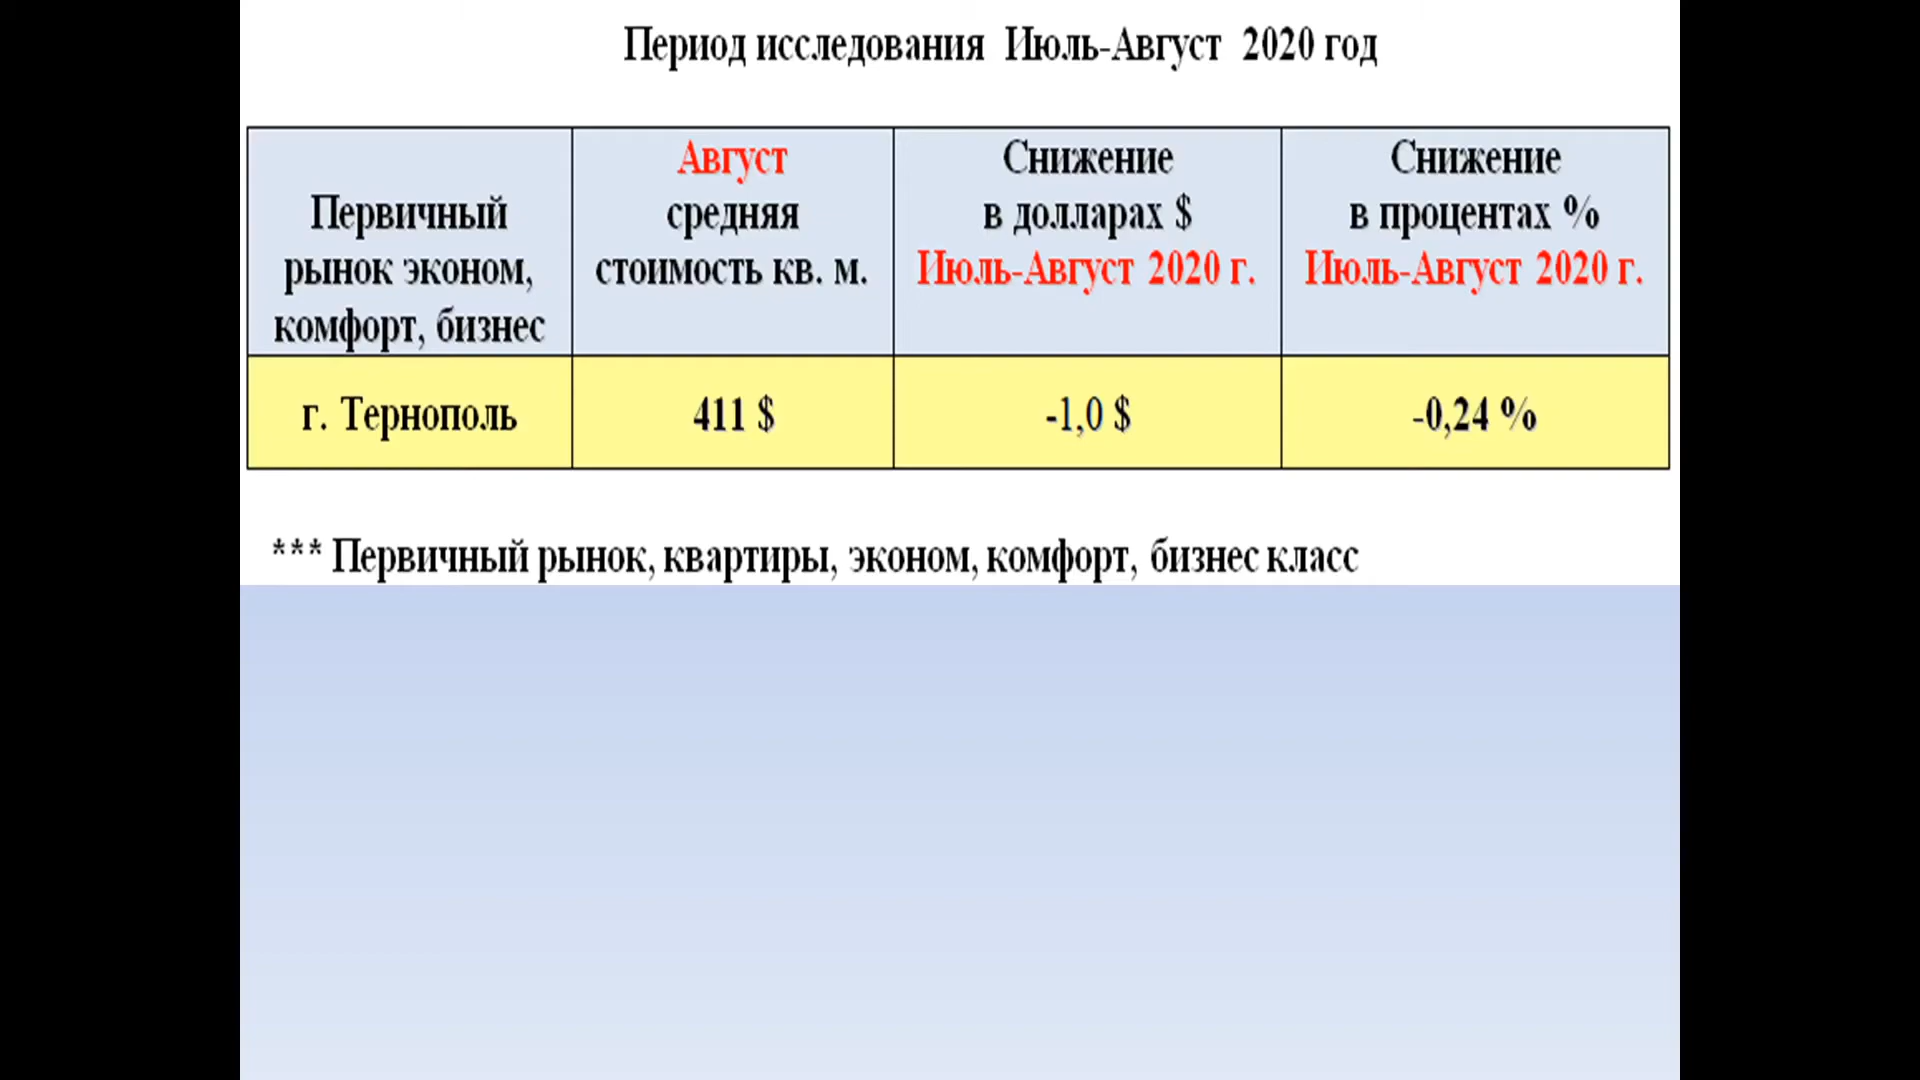 Период исследования Июль-Август 2020 год
Первичный
рынок эконом,
комфорт, бизнес
Август
средняя
стоимость кв. м.
Снижение
в долларах $
Июль-Август 2020 г.
Снижение
в процентах %
Июль-Август 2020 г.
г. Тернополь
411 $
-1,0 $
-0,24 %
*** Первичный рынок, квартиры, эконом, комфорт, бизнес класс